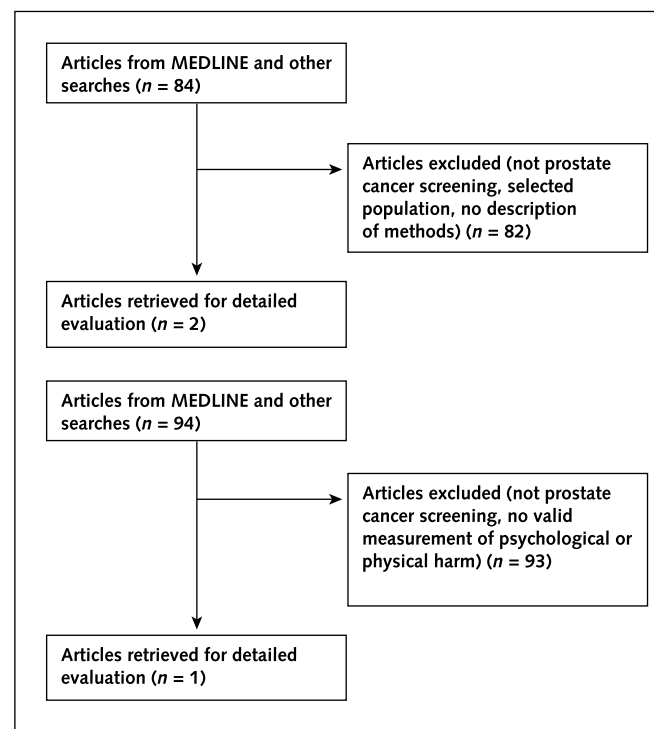 Articles from MEDLINE and other
searches (n = 84)
Articles excluded (not prostate
cancer screening, selected
population, no description
of methods) (n = 82)
Articles retrieved for detailed
evaluation (n = 2)
Articles from MEDLINE and other
searches (n = 94)
Articles excluded (not prostate
cancer screening, no valid
measurement of psychological or
physical harm) (n = 93)
Articles retrieved for detailed
evaluation (n = 1)